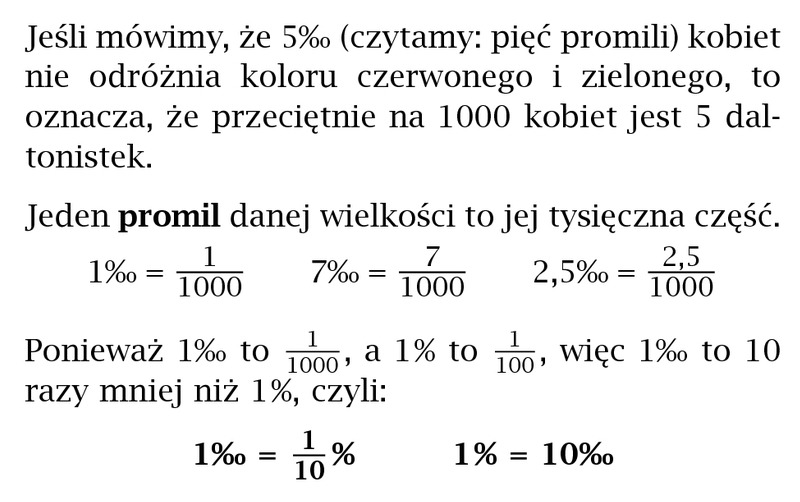 Jeśli mówimy, że 5‰ (czytamy: pięć promili) kobiet
nie odróżnia koloru czerwonego i zielonego, to
oznacza, że przeciętnie na 1000 kobiet jest 5 dal-
tonistek.
Jeden promil danej wielkości to jej tysięczna część.
1‰ = 1/1000 7‰ = 7/1000 2,5‰ = 2,5/1000
Ponieważ 1‰ to 1/1000, a 1% to 1/100, więc 1‰ to 10
razy mniej niż 1%, czyli:
1‰ = 1/10% 1% = 10‰